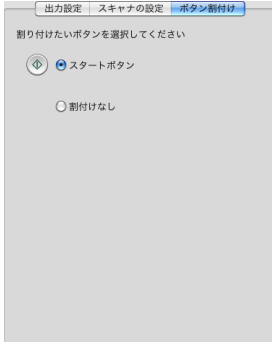 出力設定 スキャナの設定 ボタン割付け
割り付けたいボタンを選択してください
スタートボタン
割付けなし